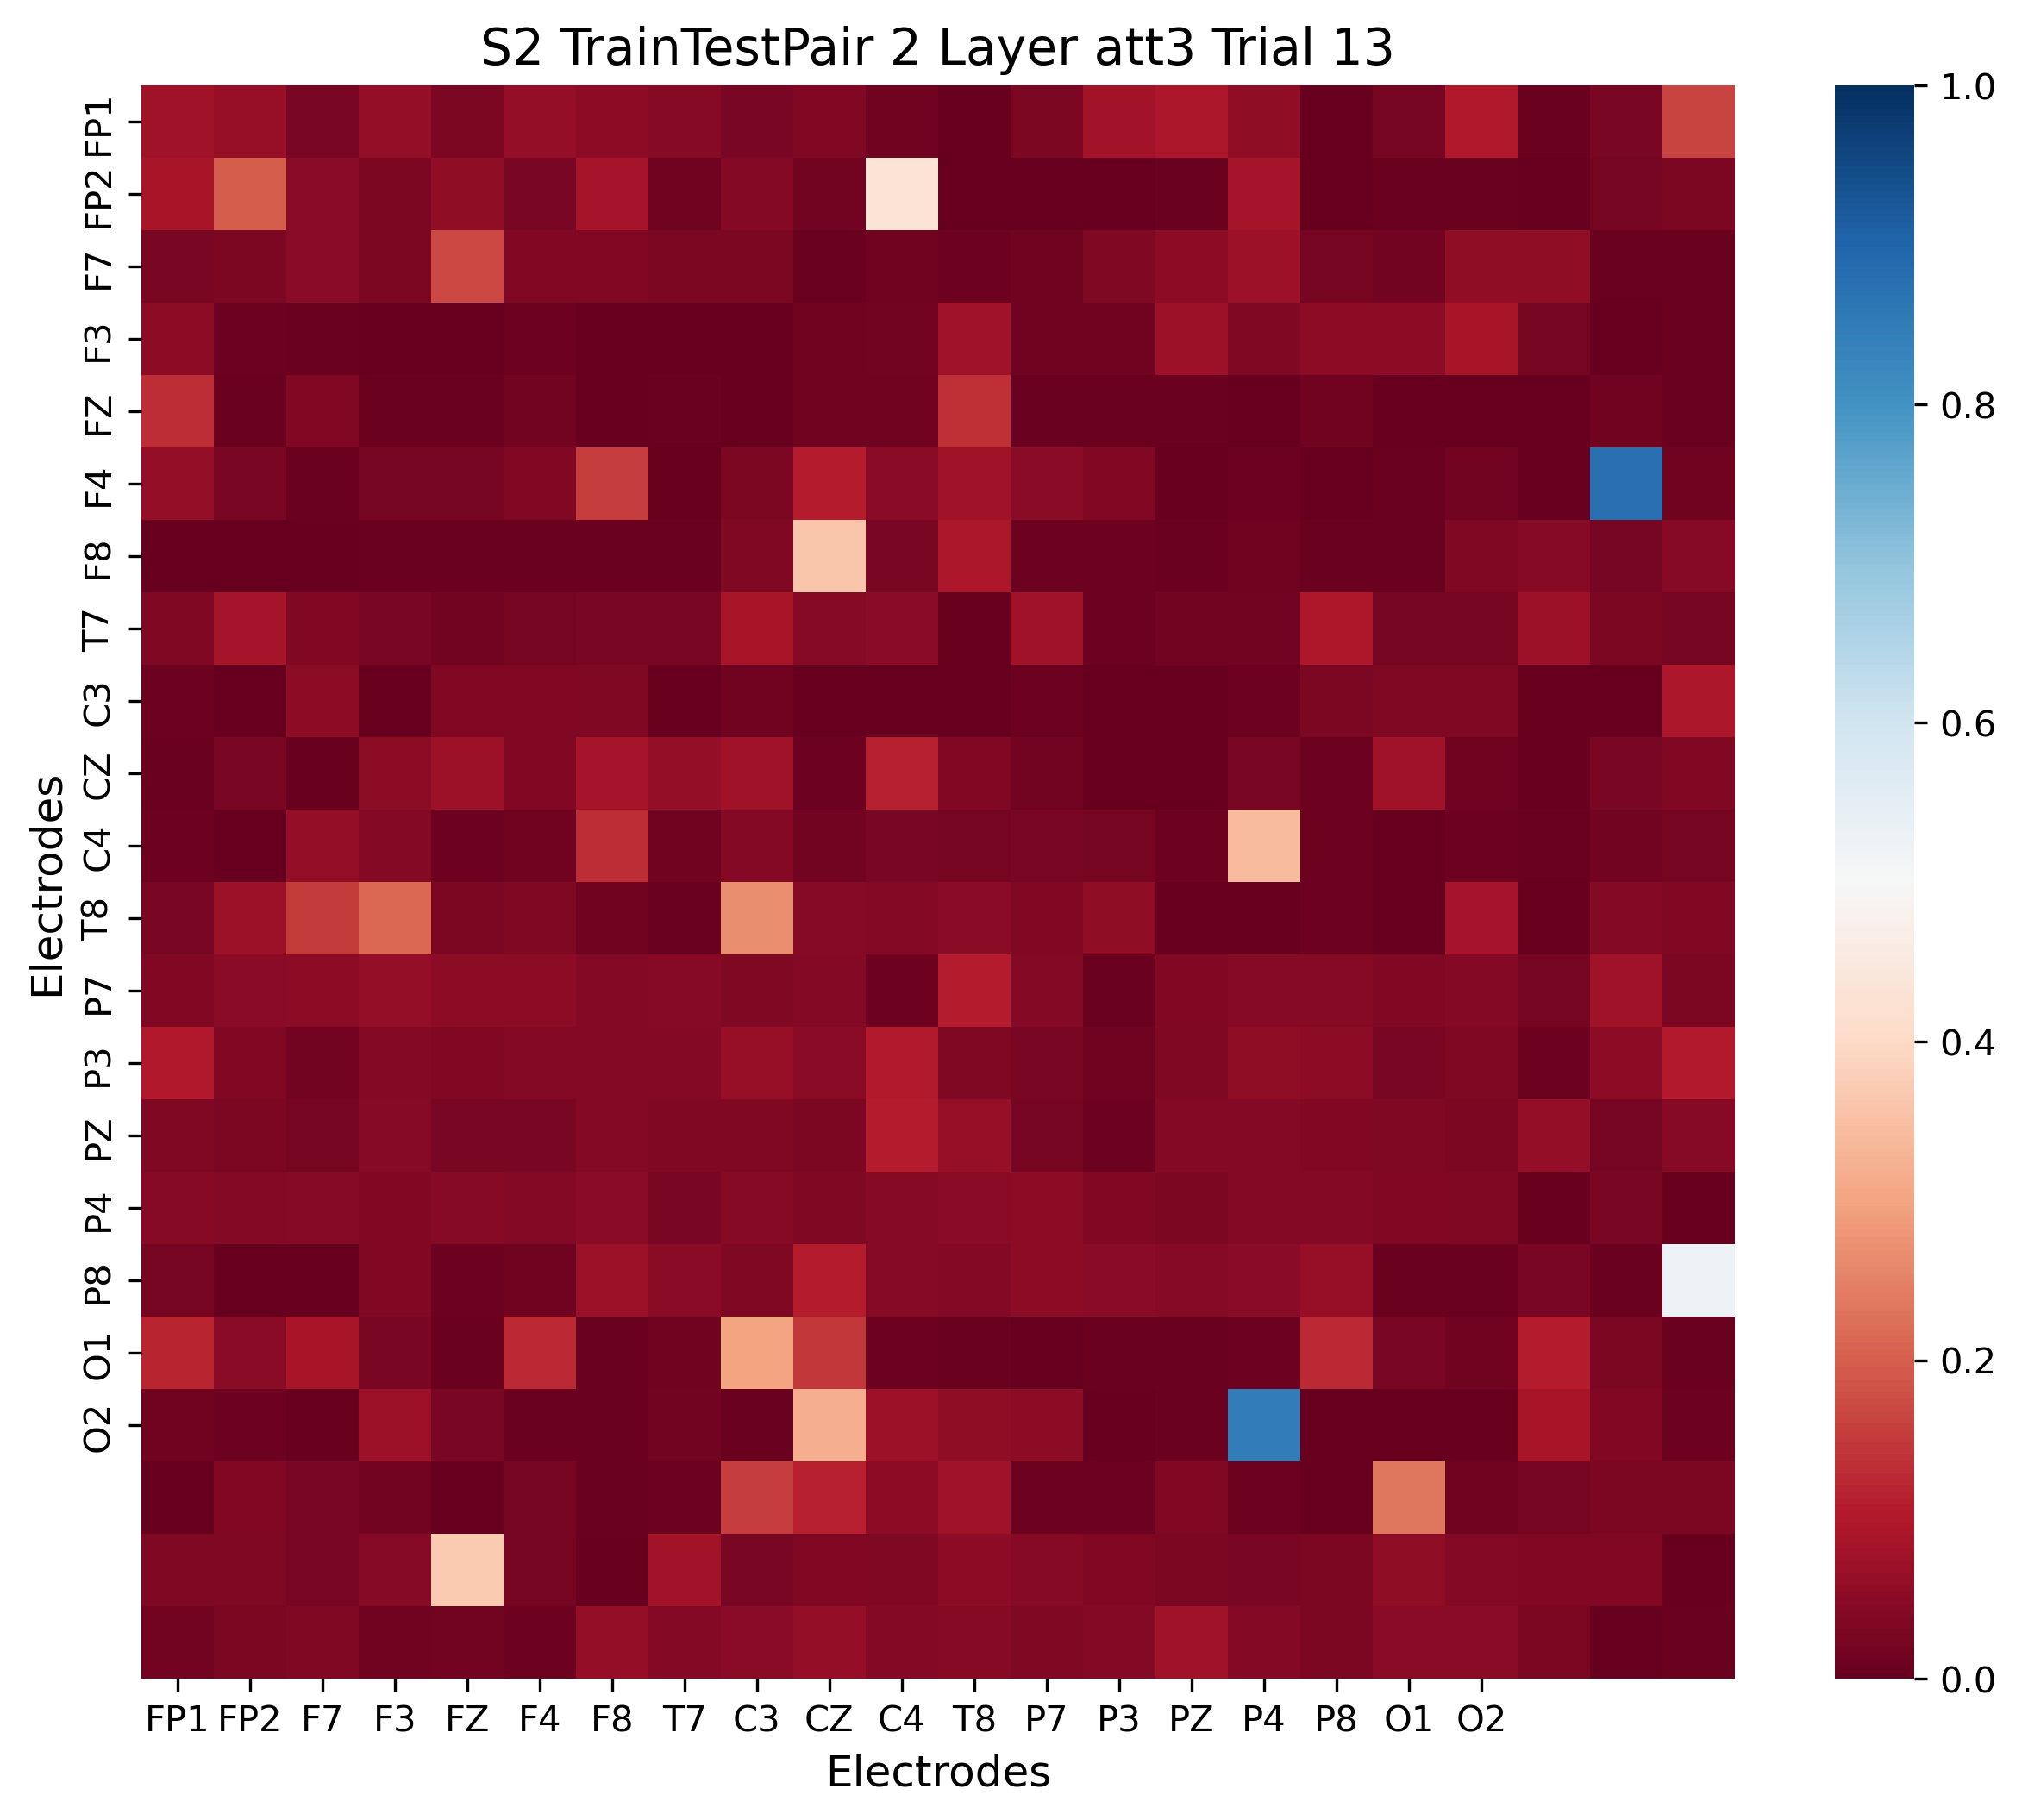 S2 TrainTestPair 2 Layer att3 Trial 13
Electrodes
FP1
FP2
F7
F3
FZ
F4
F8
T7
C3
CZ
C4
T8
P7
P3
PZ
P4
P8
O1
O2
FP1 FP2 F7 F3 FZ F4 F8 T7 C3 CZ C4 T8 P7 P3 PZ P4 P8 O1 O2
Electrodes
1.0
0.8
0.6
0.4
0.2
0.0